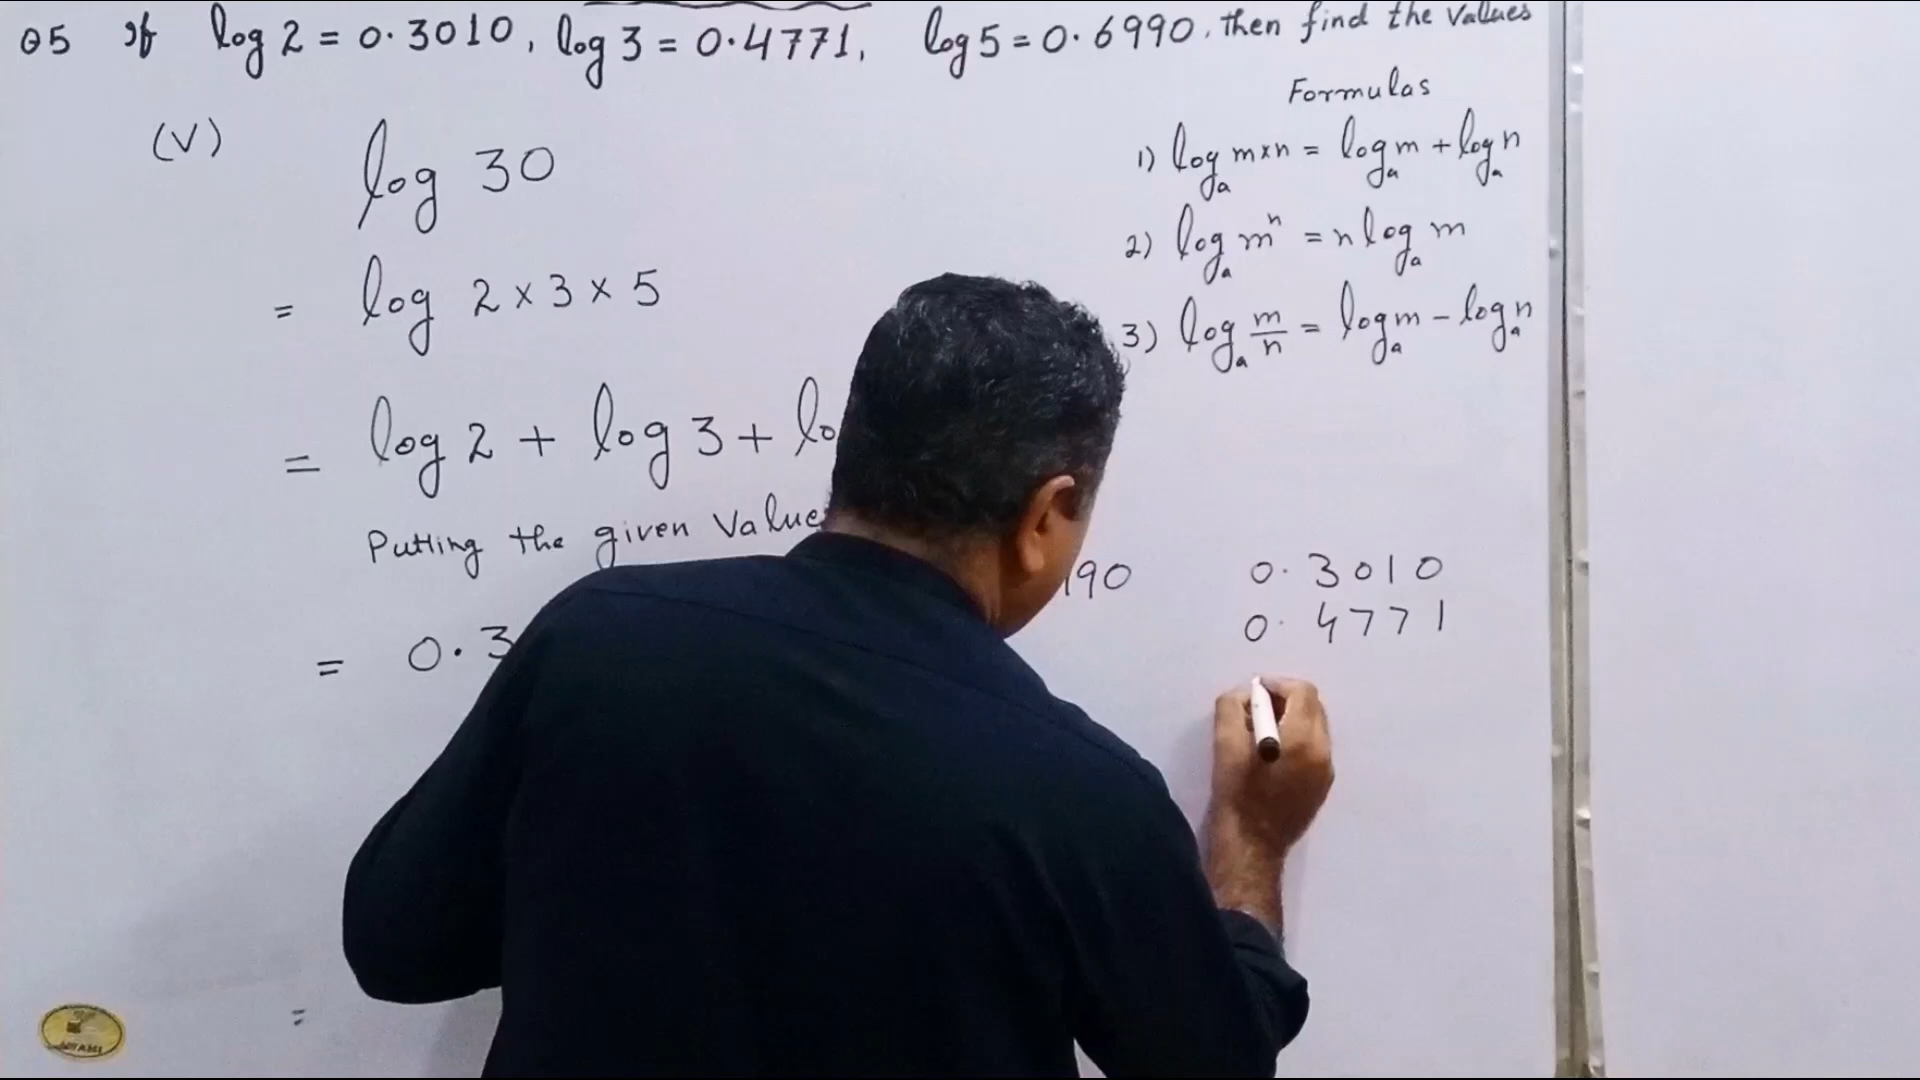 Q5 If log 2 = 0.3010, log 3 = 0.4771, log 5 = 0.6990, then find the values
Formulas
(V) log 30
= log 2 × 3 × 5
= log 2 + log 3 + lo
Putting the given Value
= 0.3 190
1) logₐ m×n = logₐ m + logₐ n
2) logₐ mⁿ = n logₐ m
3) logₐ m/n = logₐ m - logₐ n
0.3010
0.4771
=